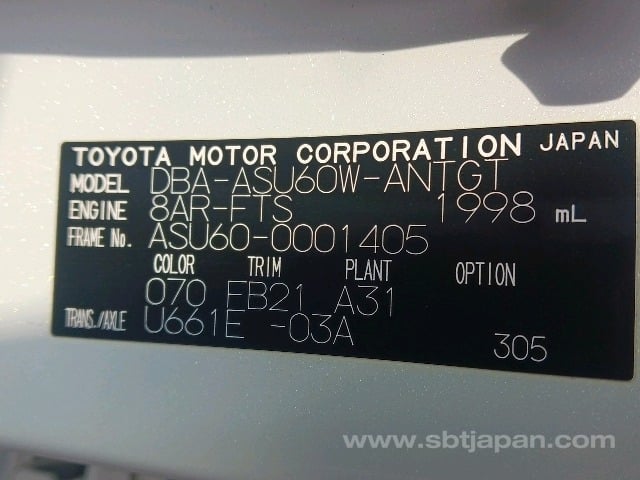 TOYOTA MOTOR CORPORATION JAPAN
MODEL DBA-ASU60W-ANTGT
ENGINE 8AR-FTS 1998 mL
FRAME No. ASU60-0001405
COLOR TRIM PLANT OPTION
070 EB21 A31
TRANS./AXLE U661E -03A 305
www.sbtjapan.com